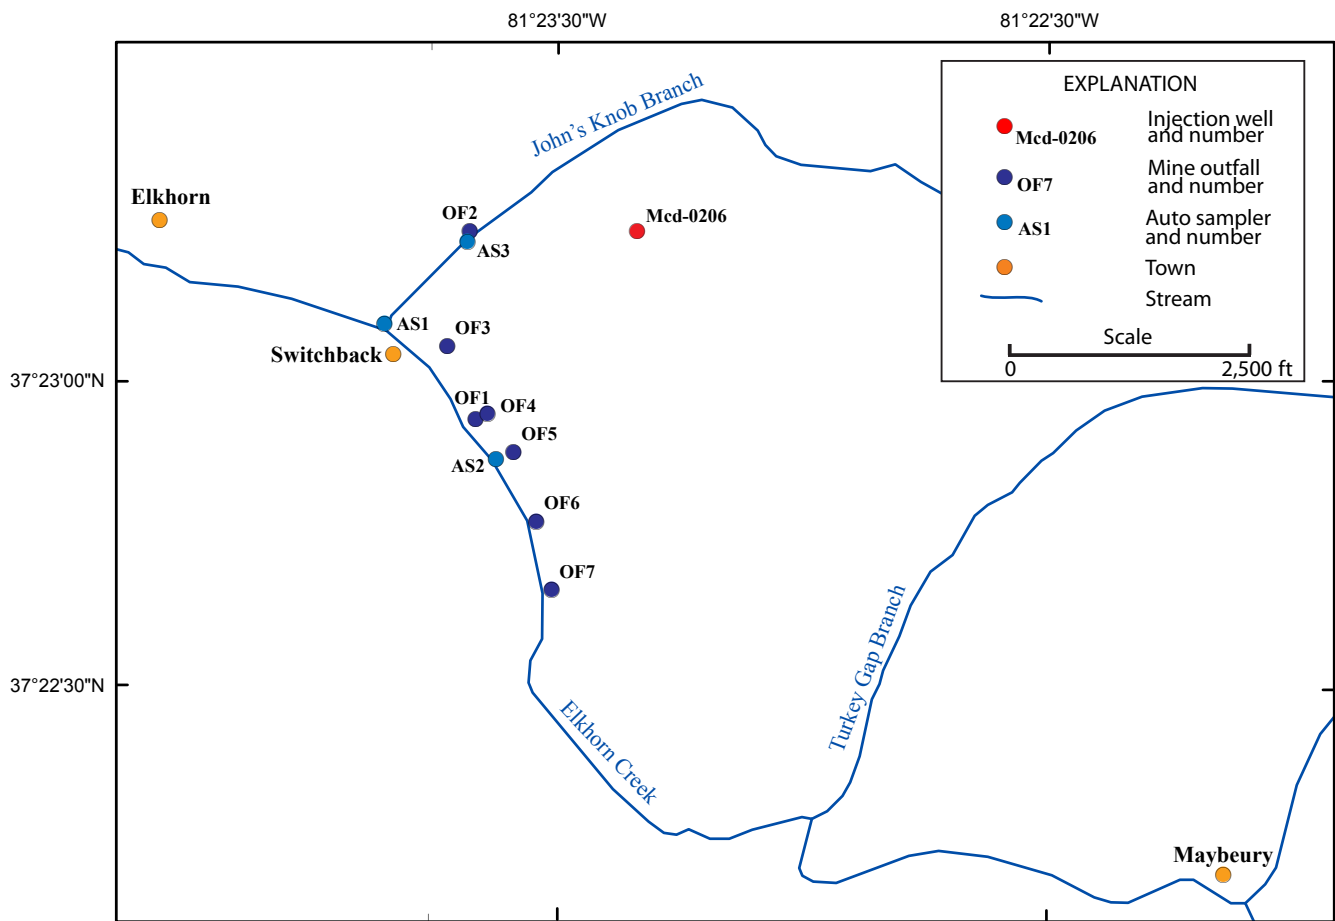 81°23'30"W
81°22'30"W
EXPLANATION
Mcd-0206
Injection well
and number
OF7
Mine outfall
and number
AS1
Auto sampler
and number
Town
Stream
Scale
0
2,500 ft
John's Knob Branch
Elkhorn
OF2
AS3
Mcd-0206
AS1
OF3
Switchback
37°23'00"N
OF1
OF4
OF5
AS2
OF6
OF7
37°22'30"N
Elkhorn Creek
Turkey Gap Branch
Maybeury